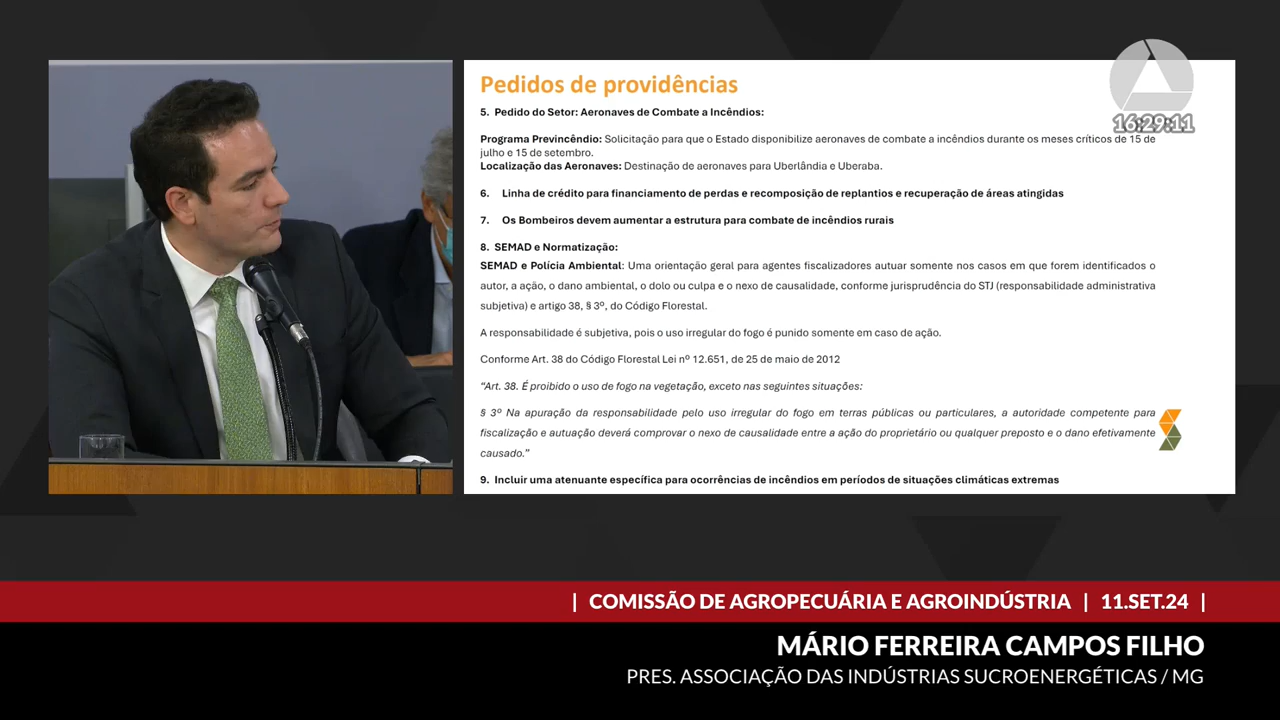 Pedidos de providências
16:29:11
5. Pedido do Setor: Aeronaves de Combate a Incêndios:
Programa Previncêndio: Solicitação para que o Estado disponibilize aeronaves de combate a incêndios durante os meses críticos de 15 de
julho e 15 de setembro.
Localização das Aeronaves: Destinação de aeronaves para Uberlândia e Uberaba.
6. Linha de crédito para financiamento de perdas e recomposição de replantios e recuperação de áreas atingidas
7. Os Bombeiros devem aumentar a estrutura para combate de incêndios rurais
8. SEMAD e Normatização:
SEMAD e Polícia Ambiental: Uma orientação geral para agentes fiscalizadores autuar somente nos casos em que forem identificados o
autor, a ação, o dano ambiental, o dolo ou culpa e o nexo de causalidade, conforme jurisprudência do STJ (responsabilidade administrativa
subjetiva) e artigo 38, § 3º, do Código Florestal.
A responsabilidade é subjetiva, pois o uso irregular do fogo é punido somente em caso de ação.
Conforme Art. 38 do Código Florestal Lei nº 12.651, de 25 de maio de 2012
“Art. 38. É proibido o uso de fogo na vegetação, exceto nas seguintes situações:
§ 3º Na apuração da responsabilidade pelo uso irregular do fogo em terras públicas ou particulares, a autoridade competente para
fiscalização e autuação deverá comprovar o nexo de causalidade entre a ação do proprietário ou qualquer preposto e o dano efetivamente
causado.”
9. Incluir uma atenuante específica para ocorrências de incêndios em períodos de situações climáticas extremas
| COMISSÃO DE AGROPECUÁRIA E AGROINDÚSTRIA | 11.SET.24 |
MÁRIO FERREIRA CAMPOS FILHO
PRES. ASSOCIAÇÃO DAS INDÚSTRIAS SUCROENERGÉTICAS / MG